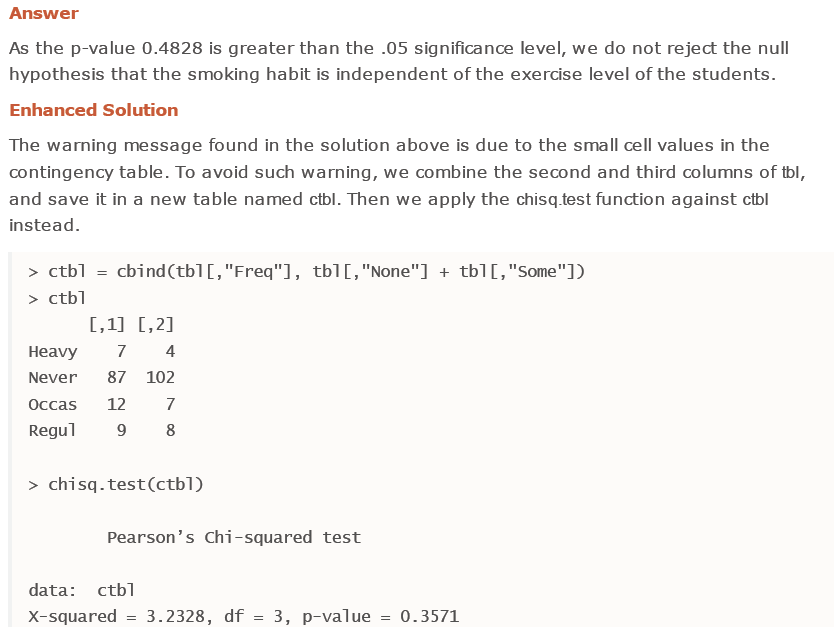 Answer
As the p-value 0.4828 is greater than the .05 significance level, we do not reject the null
hypothesis that the smoking habit is independent of the exercise level of the students.
Enhanced Solution
The warning message found in the solution above is due to the small cell values in the
contingency table. To avoid such warning, we combine the second and third columns of tbl,
and save it in a new table named ctbl. Then we apply the chisq.test function against ctbl
instead.
> ctbl = cbind(tbl[,"Freq"], tbl[,"None"] + tbl[,"Some"])
> ctbl
      [,1] [,2]
Heavy    7    4
Never   87  102
Occas   12    7
Regul    9    8
> chisq.test(ctbl)
        Pearson’s Chi-squared test
data:  ctbl
X-squared = 3.2328, df = 3, p-value = 0.3571